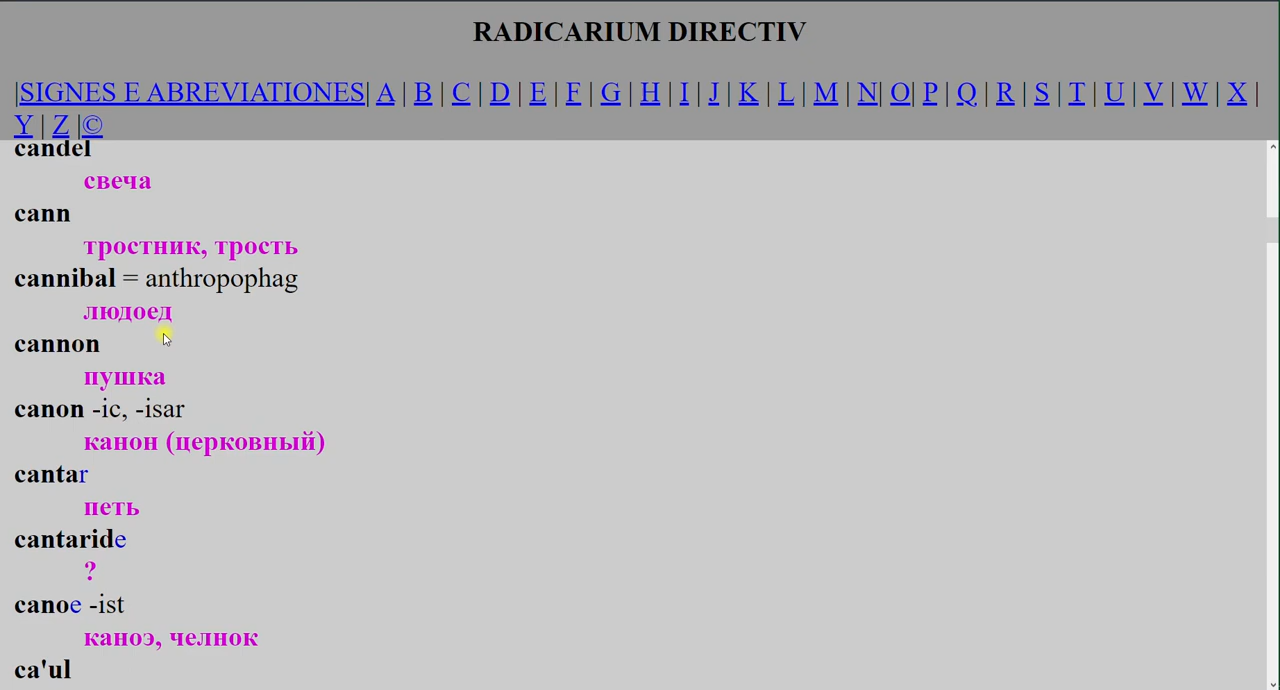 RADICARIUM DIRECTIV
|SIGNES E ABREVIATIONES| A | B | C | D | E | F | G | H | I | J | K | L | M | N| O| P | Q | R | S | T | U | V | W | X |
Y | Z |©
candel
свеча
cann
тростник, трость
cannibal = anthropophag
людоед
cannon
пушка
canon -ic, -isar
канон (церковный)
cantar
петь
cantaride
?
canoe -ist
каноэ, челнок
ca'ul